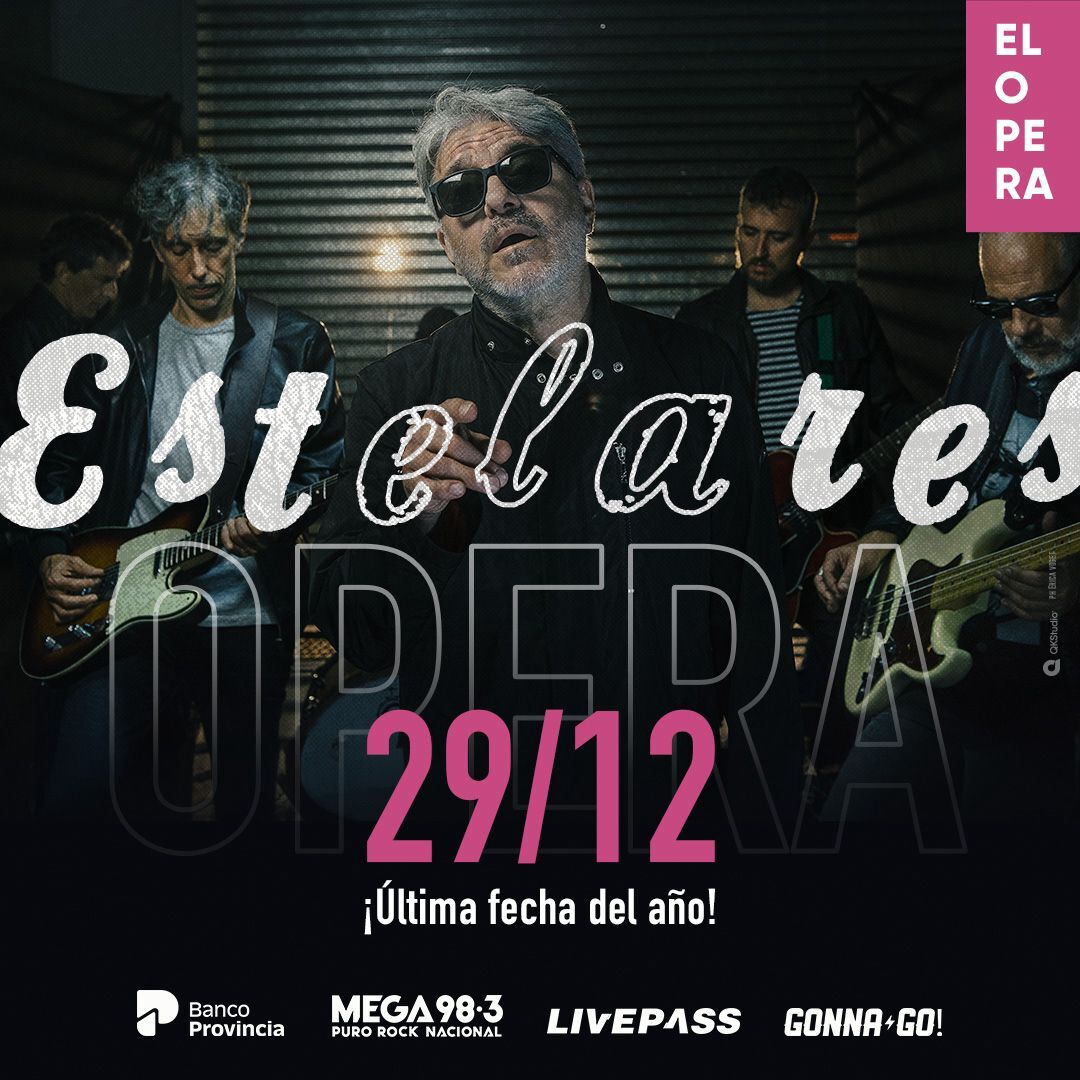 EL
O
PE
RA
Estelares
OPERA
29/12
¡Última fecha del año!
QKStudio
Banco
Provincia
MEGA 98·3
PURO ROCK NACIONAL
LIVEPASS
GONNA GO!